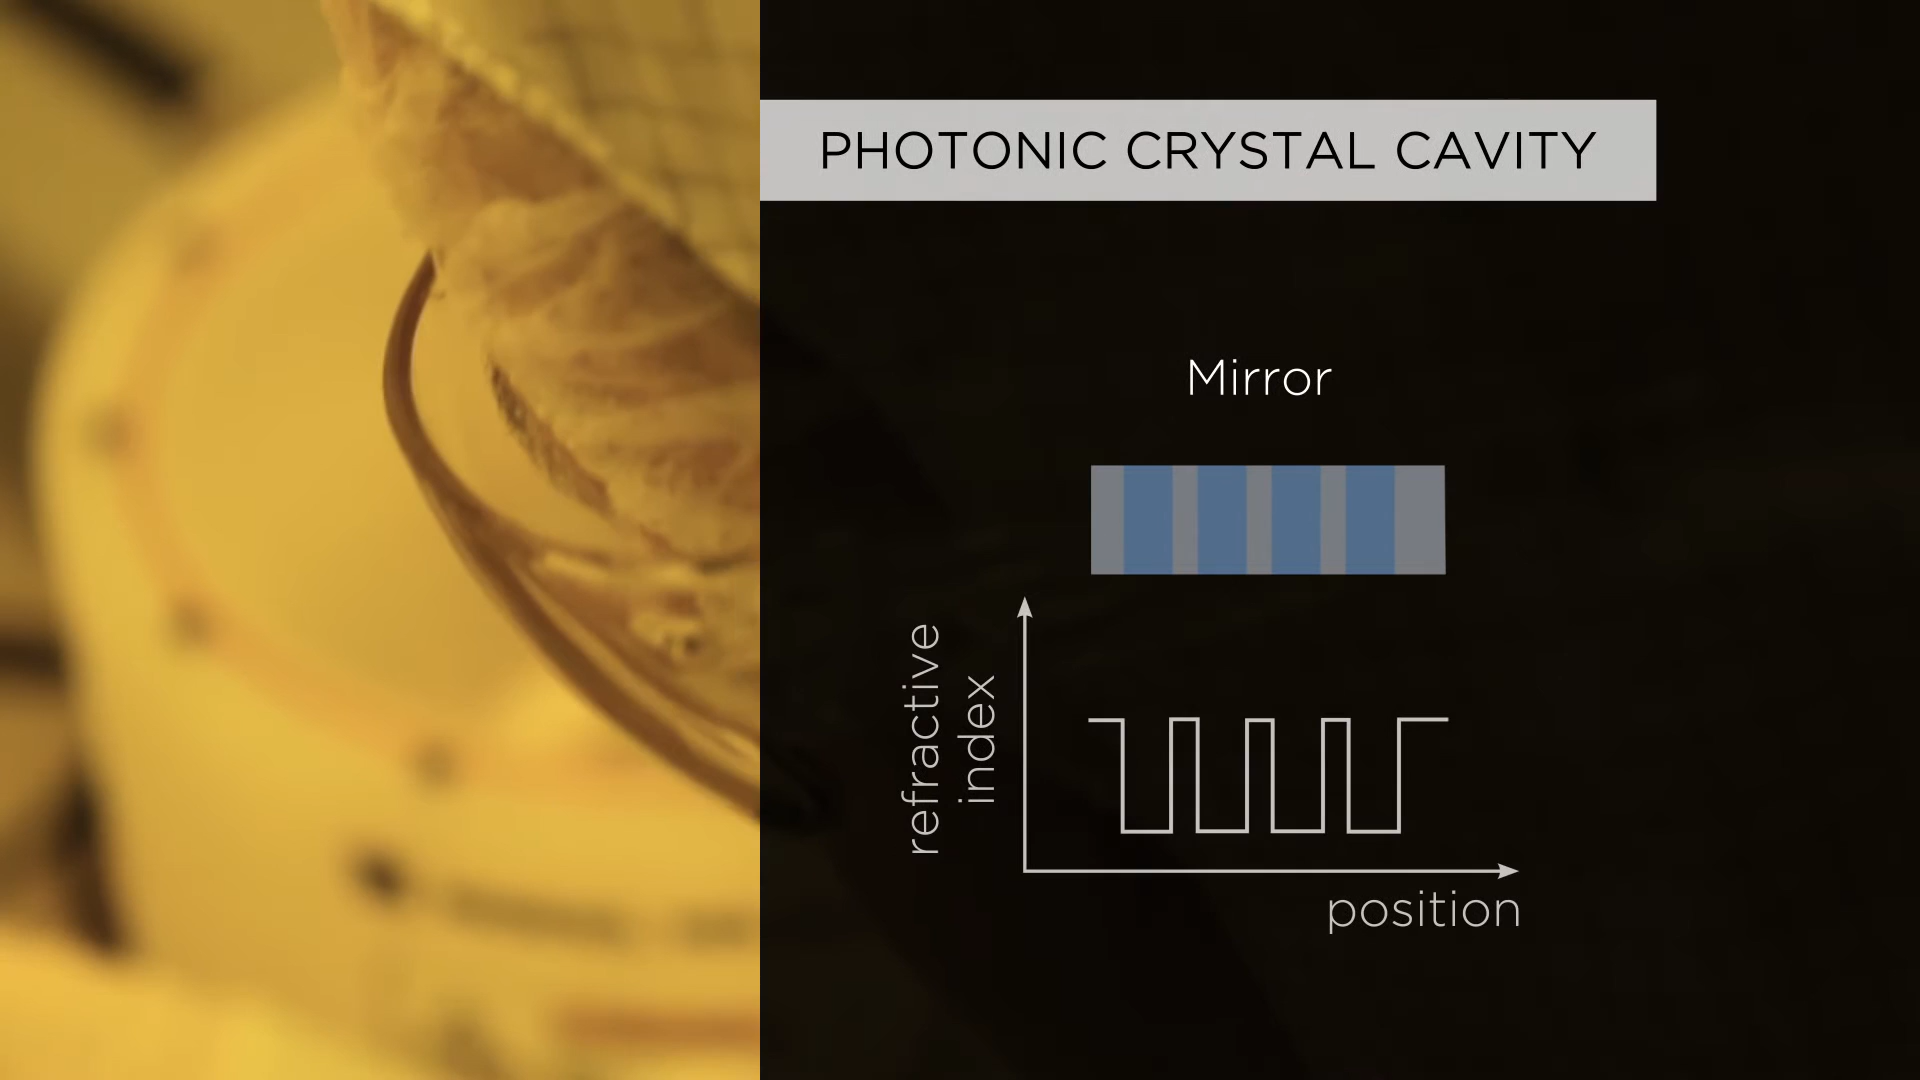 PHOTONIC CRYSTAL CAVITY
Mirror
refractive
index
position